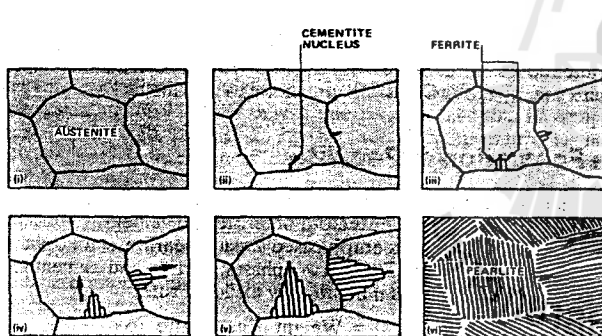 CEMENTITE
NUCLEUS
FERRITE
AUSTENITE
(i)
(ii)
(iii)
PEARLITE
(iv)
(v)
(vi)